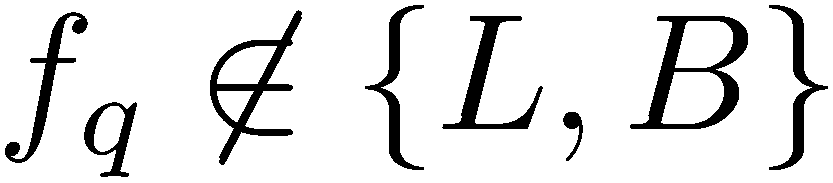 f_q ∉ {L, B}